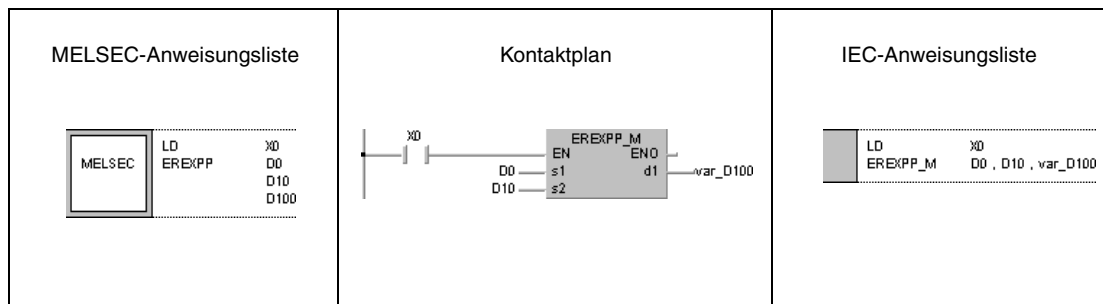 MELSEC-Anweisungsliste
MELSEC
LD X0
EREXPP D0
D10
D100
Kontaktplan
X0
EREXPP_M
EN ENO
D0 s1 d1 var_D100
D10 s2
IEC-Anweisungsliste
LD X0
EREXPP_M D0 , D10 , var_D100